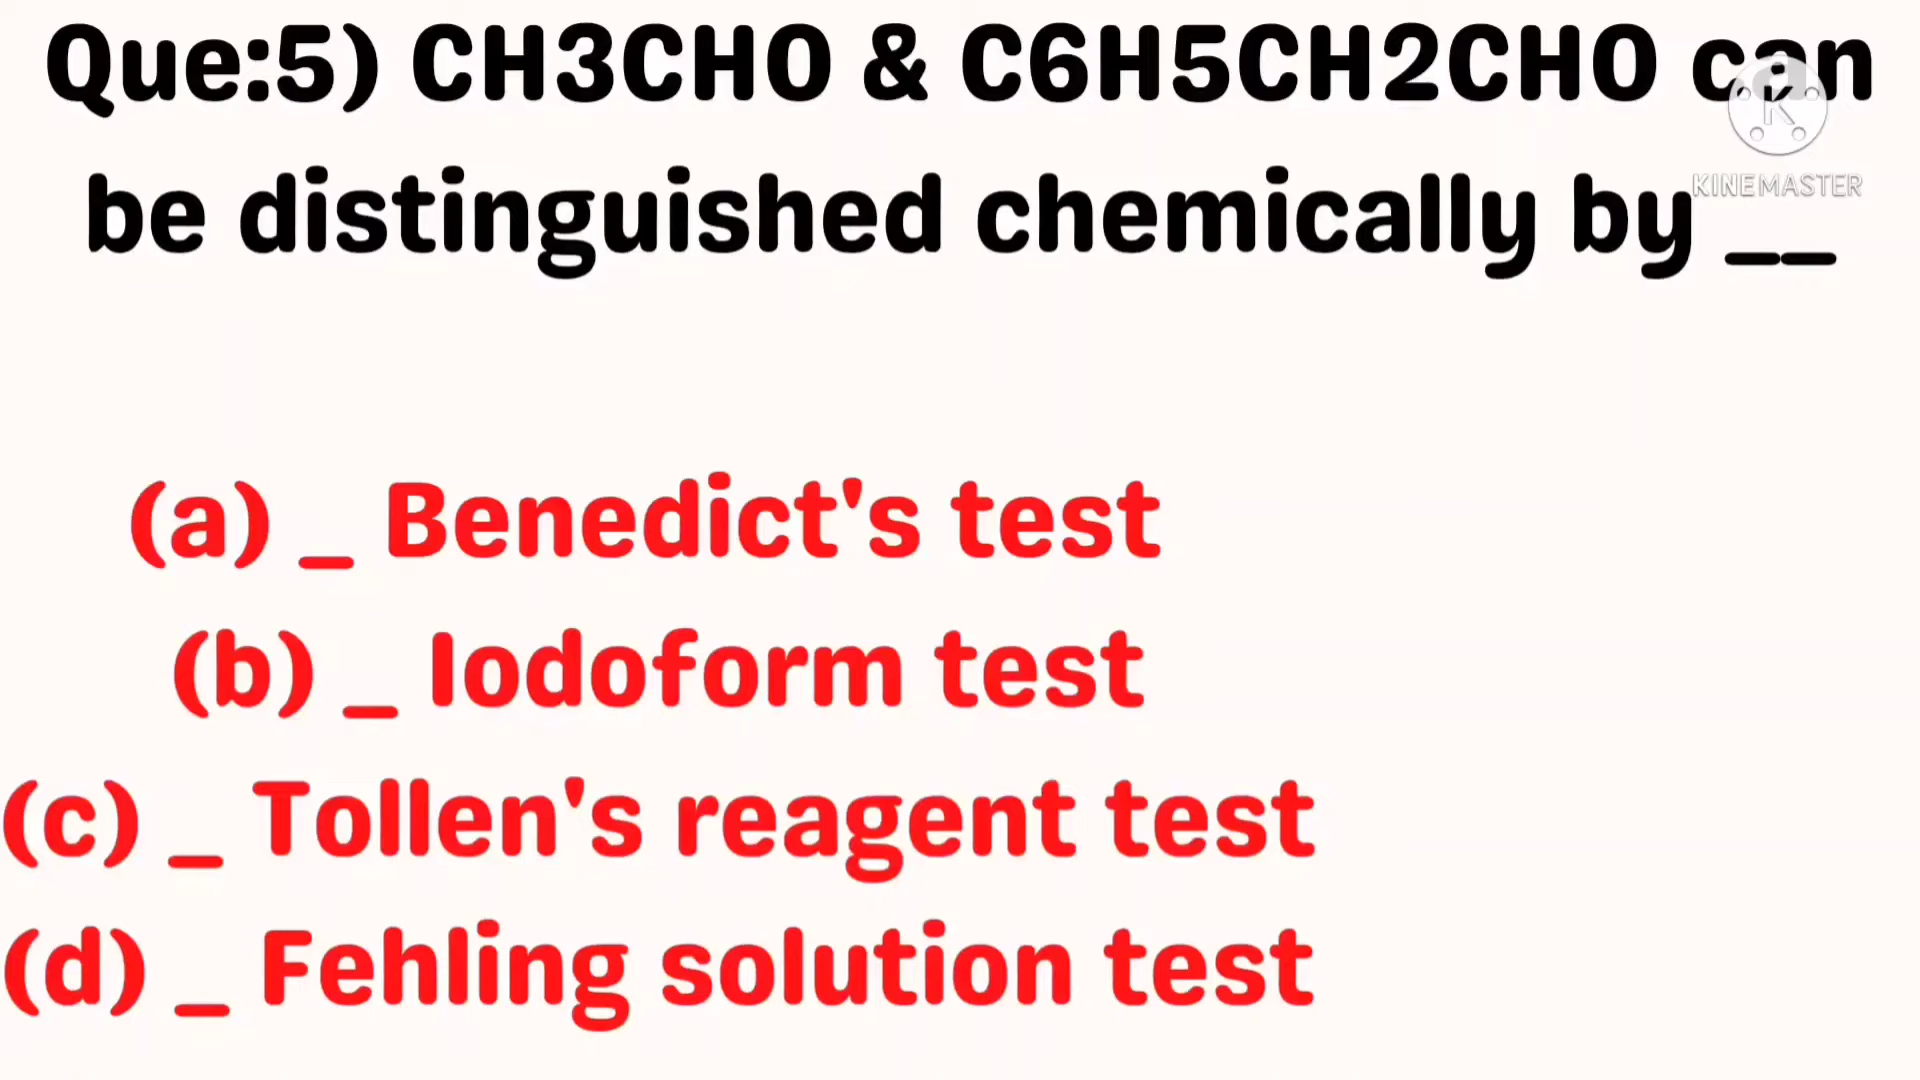 Que:5) CH3CHO & C6H5CH2CHO can
be distinguished chemically by __
KINEMASTER
(a) _ Benedict's test
(b) _ Iodoform test
(c) _ Tollen's reagent test
(d) _ Fehling solution test